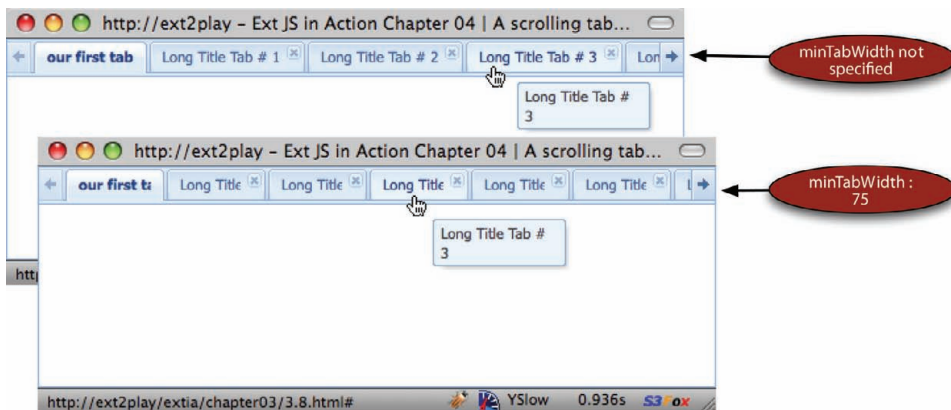 http://ext2play – Ext JS in Action Chapter 04 | A scrolling tab...
our first tab Long Title Tab # 1 Long Title Tab # 2 Long Title Tab # 3 Lon
minTabWidth not
specified
Long Title Tab #
3
http://ext2play – Ext JS in Action Chapter 04 | A scrolling tab...
our first ta Long Title Long Title Long Title Long Title Long Title L
minTabWidth :
75
Long Title Tab #
3
http
http://ext2play/extia/chapter03/3.8.html# YSlow 0.936s S3Fox